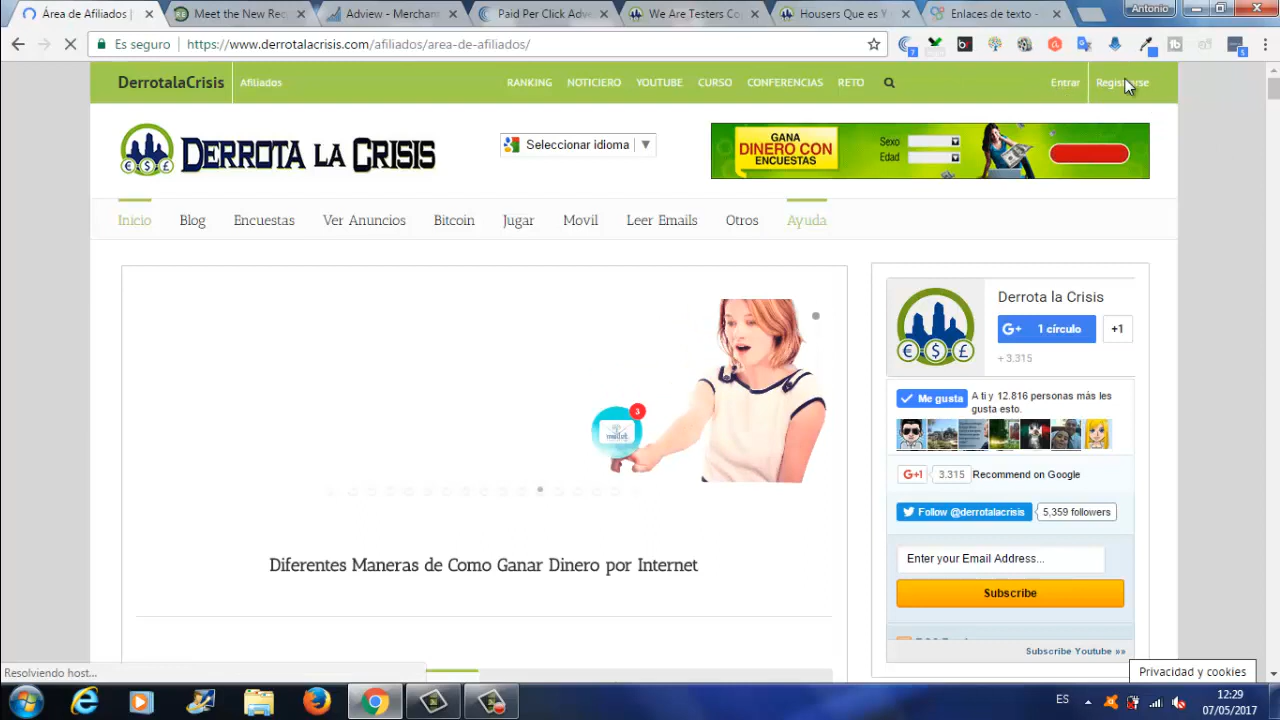 Área de Afiliados
Meet the New Req
Adview - Merchan
Paid Per Click Adv
We Are Testers Co
Housers Que es Y
Enlaces de texto -
Antonio
Es seguro
https://www.derrotalacrisis.com/afiliados/area-de-afiliados/
DerrotalaCrisis
Afiliados
RANKING
NOTICIERO
YOUTUBE
CURSO
CONFERENCIAS
RETO
Entrar
Registrarse
DERROTA LA CRISIS
Seleccionar idioma
GANA
DINERO CON
ENCUESTAS
Sexo
Edad
Inicio
Blog
Encuestas
Ver Anuncios
Bitcoin
Jugar
Movil
Leer Emails
Otros
Ayuda
3
Diferentes Maneras de Como Ganar Dinero por Internet
Derrota la Crisis
G+ 1 círculo
+1
+ 3.315
Me gusta
A ti y 12.816 personas más les
gusta esto.
G+1
3.315
Recommend on Google
Follow @derrotalacrisis
5,359 followers
Enter your Email Address...
Subscribe
Subscribe Youtube »»
Privacidad y cookies
Resolviendo host...
ES
12:29
07/05/2017